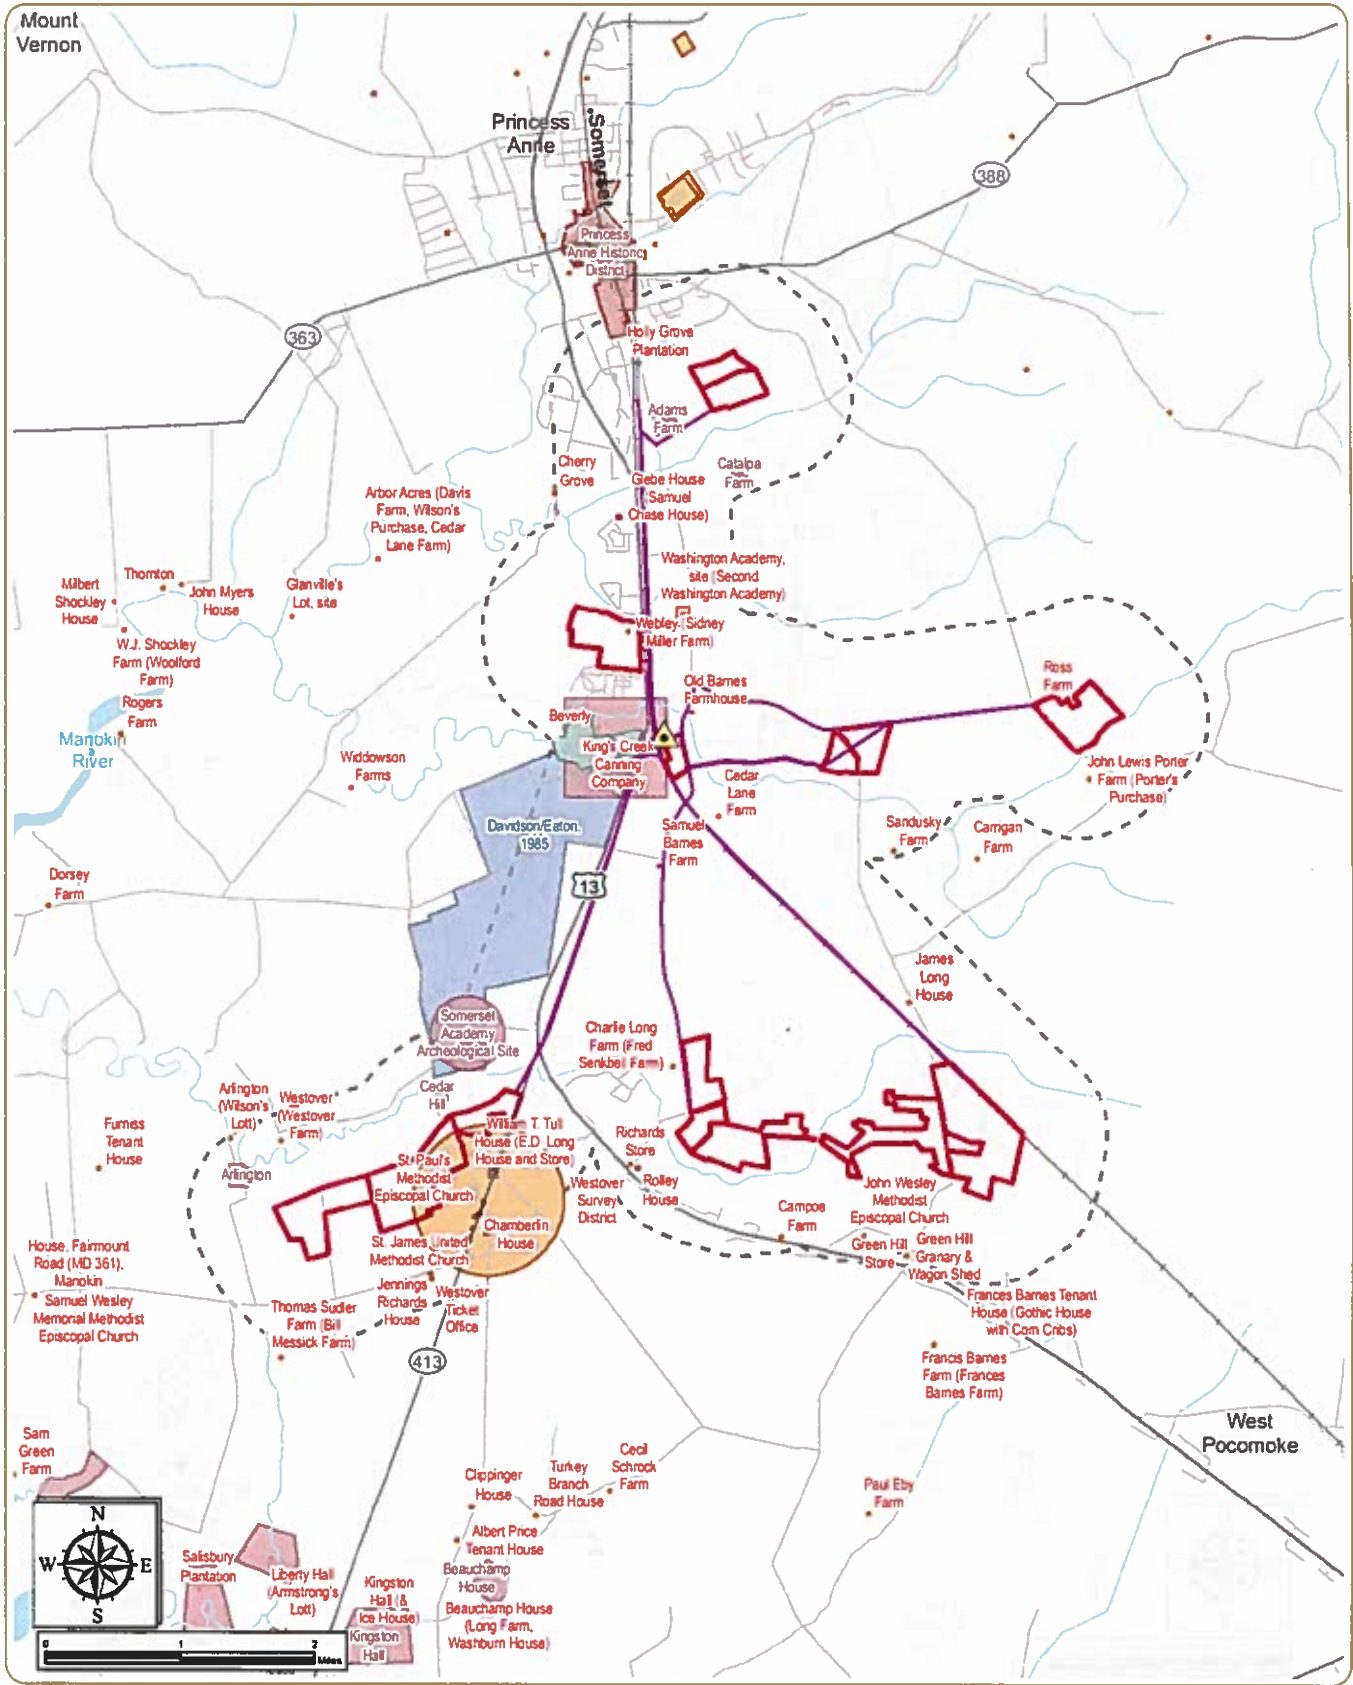 Mount
Vernon
Princess
Anne
Somerset
388
Princess
Anne Historic
District
363
Holly Grove
Plantation
Adams
Farm
Cherry
Grove
Catalpa
Farm
Glebe House
Samuel
Chase House)
Arbor Acres (Davis
Farm, Wilson's
Purchase, Cedar
Lane Farm)
Washington Academy,
site (Second
Washington Academy)
Thornton
Milbert
Shockley
House
John Myers
House
Glanville's
Lot, site
Webley (Sidney
Miller Farm)
W.J. Shockley
Farm (Woolford
Farm)
Ross
Farm
Old Barnes
Farmhouse
Rogers
Farm
Beverly
Manokin
River
King's Creek
Canning
Company
Widdowson
Farms
Cedar
Lane
Farm
John Lewis Porter
Farm (Porter's
Purchase)
Davidson/Eaton,
1985
Samuel
Barnes
Farm
Sandusky
Farm
Carrigan
Farm
Dorsey
Farm
13
James
Long
House
Somerset
Academy
Archeological Site
Charlie Long
Farm (Fred
Senkbeil Farm)
Cedar
Hill
Arlington
(Wilson's
Lott)
Westover
(Westover
Farm)
Furniss
Tenant
House
William T. Tull
House (E.D. Long
House and Store)
Richards
Store
Arlington
St. Paul's
Methodist
Episcopal Church
Westover
Survey
District
Rolley
House
John Wesley
Methodist
Episcopal Church
Campoe
Farm
Chamberlin
House
House, Fairmount
Road (MD 361),
Manokin
St. James United
Methodist Church
Green Hill
Store
Green Hill
Granary &
Wagon Shed
Samuel Wesley
Memorial Methodist
Episcopal Church
Jennings
Richards
House
Westover
Ticket
Office
Thomas Sudler
Farm (Bill
Messick Farm)
Frances Barnes Tenant
House (Gothic House
with Corn Cribs)
413
Francis Barnes
Farm (Frances
Barnes Farm)
West
Pocomoke
Sam
Green
Farm
Cecil
Schrock
Farm
Clippinger
House
Turkey
Branch
Road House
Paul Eby
Farm
Albert Price
Tenant House
Beauchamp
House
Beauchamp House
(Long Farm,
Washburn House)
Salisbury
Plantation
Liberty Hall
(Armstrong's
Lott)
Kingston
Hall (&
Ice House)
Kingston
Hall
N
W E
S
0 1 2
Miles